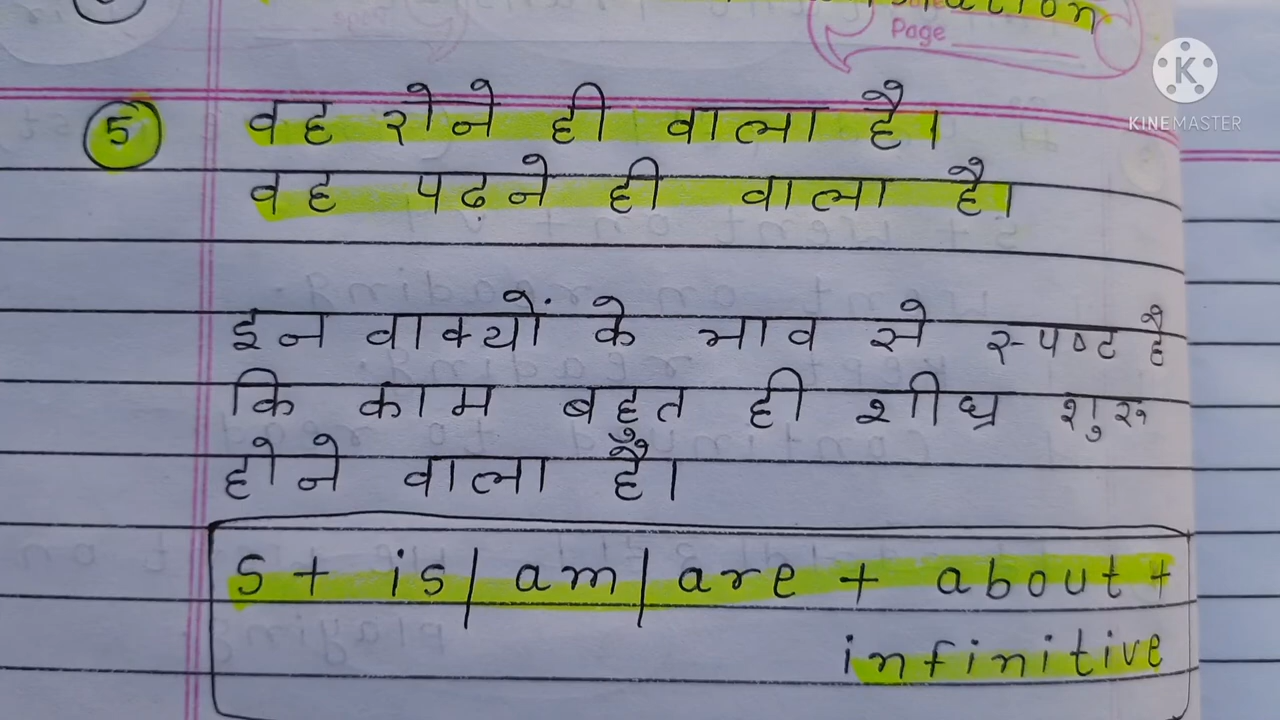 Page
KINEMASTER
5 वह रोने ही वाला है।
वह पढ़ने ही वाला है।
इन वाक्यों के भाव से स्पष्ट है
कि काम बहुत ही शीघ्र शुरु
होने वाला है।
S + is | am | are + about +
infinitive